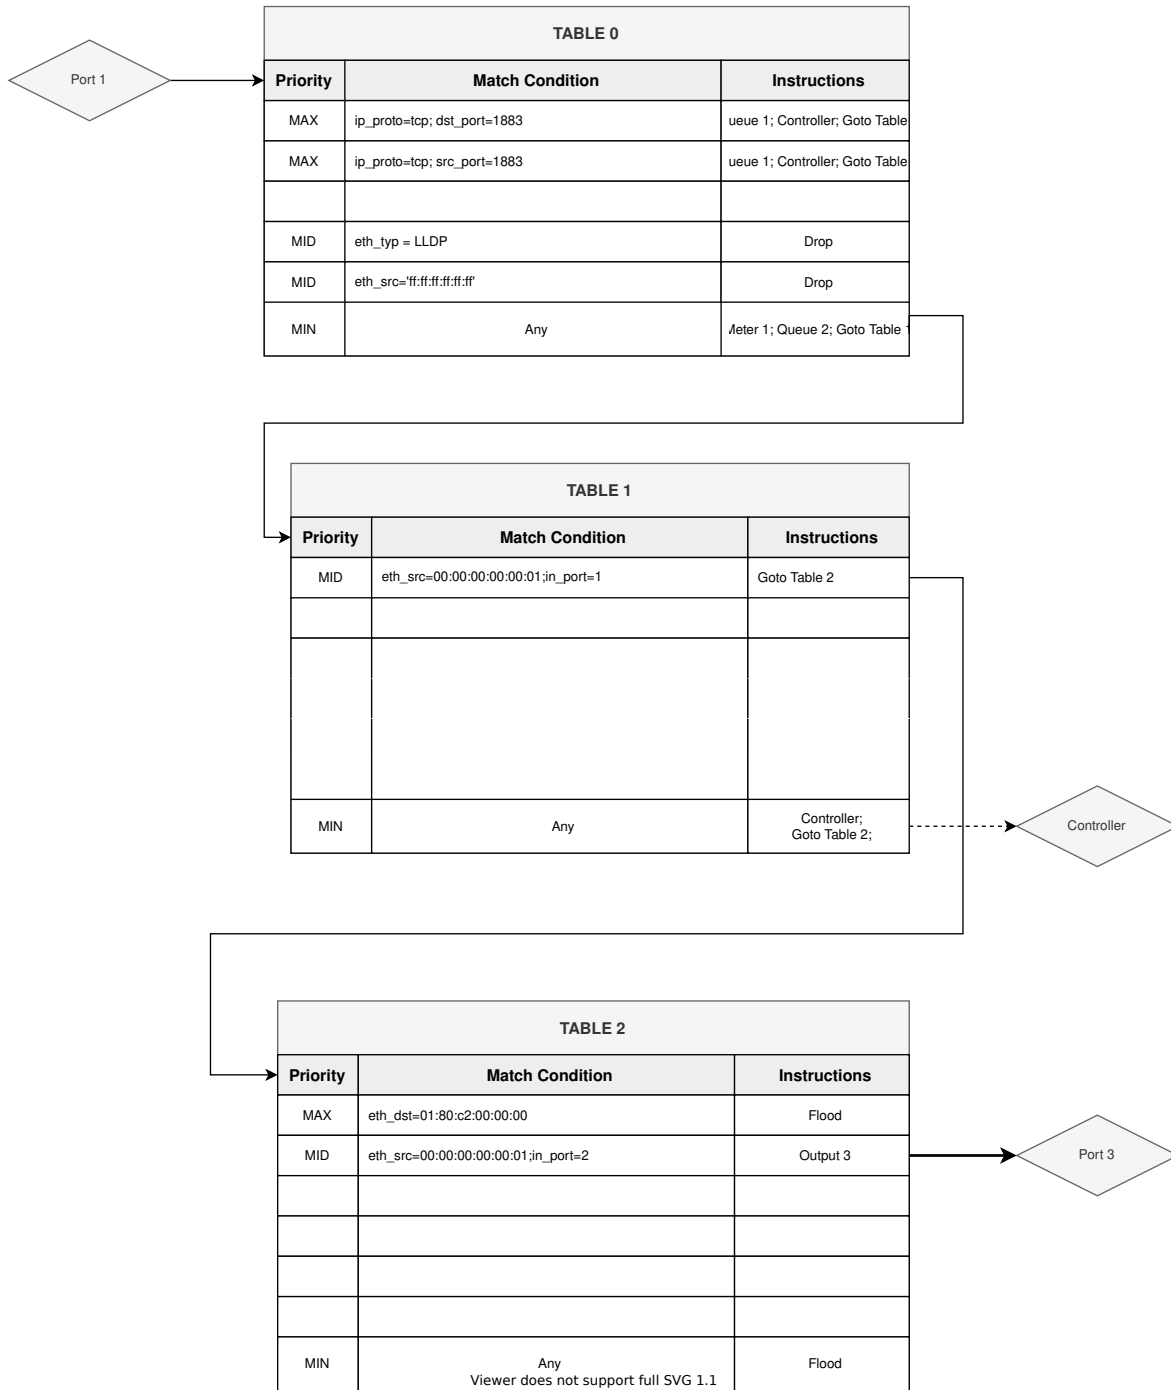 TABLE 0
Port 1
Priority Match Condition Instructions
MAX ip_proto=tcp; dst_port=1883 ueue 1; Controller; Goto Table
MAX ip_proto=tcp; src_port=1883 ueue 1; Controller; Goto Table
MID eth_typ = LLDP Drop
MID eth_src='ff:ff:ff:ff:ff:ff' Drop
MIN Any Meter 1; Queue 2; Goto Table 1
TABLE 1
Priority Match Condition Instructions
MID eth_src=00:00:00:00:00:01;in_port=1 Goto Table 2
MIN Any Controller;
Goto Table 2;
Controller
TABLE 2
Priority Match Condition Instructions
MAX eth_dst=01:80:c2:00:00:00 Flood
MID eth_src=00:00:00:00:00:01;in_port=2 Output 3
Port 3
MIN Any Flood
Viewer does not support full SVG 1.1